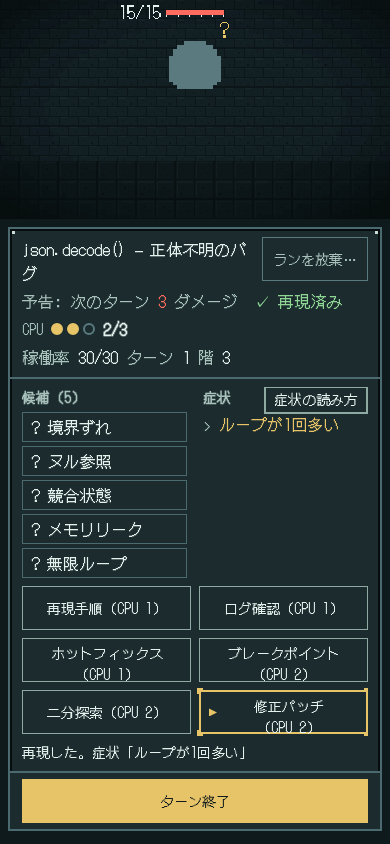 15/15
?
json.decode() – 正体不明のバ
グ
ランを放棄…
予告: 次のターン 3 ダメージ ✓ 再現済み
CPU 2/3
稼働率 30/30 ターン 1 階 3
候補 (5)
症状
症状の読み方
? 境界ずれ
› ループが1回多い
? ヌル参照
? 競合状態
? メモリリーク
? 無限ループ
再現手順 (CPU 1)
ログ確認 (CPU 1)
ホットフィックス
(CPU 1)
ブレークポイント
(CPU 2)
二分探索 (CPU 2)
▶ 修正パッチ
(CPU 2)
再現した。症状「ループが1回多い」
ターン終了